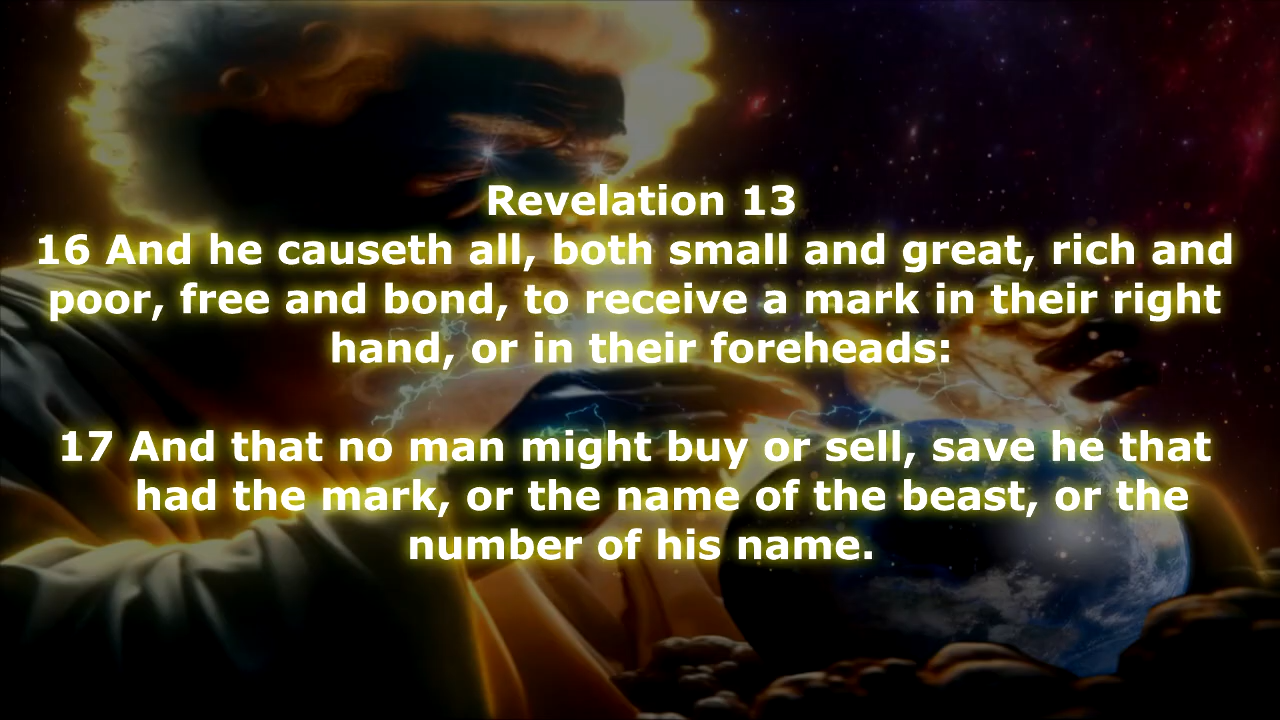 Revelation 13
16 And he causeth all, both small and great, rich and
poor, free and bond, to receive a mark in their right
hand, or in their foreheads:
17 And that no man might buy or sell, save he that
had the mark, or the name of the beast, or the
number of his name.